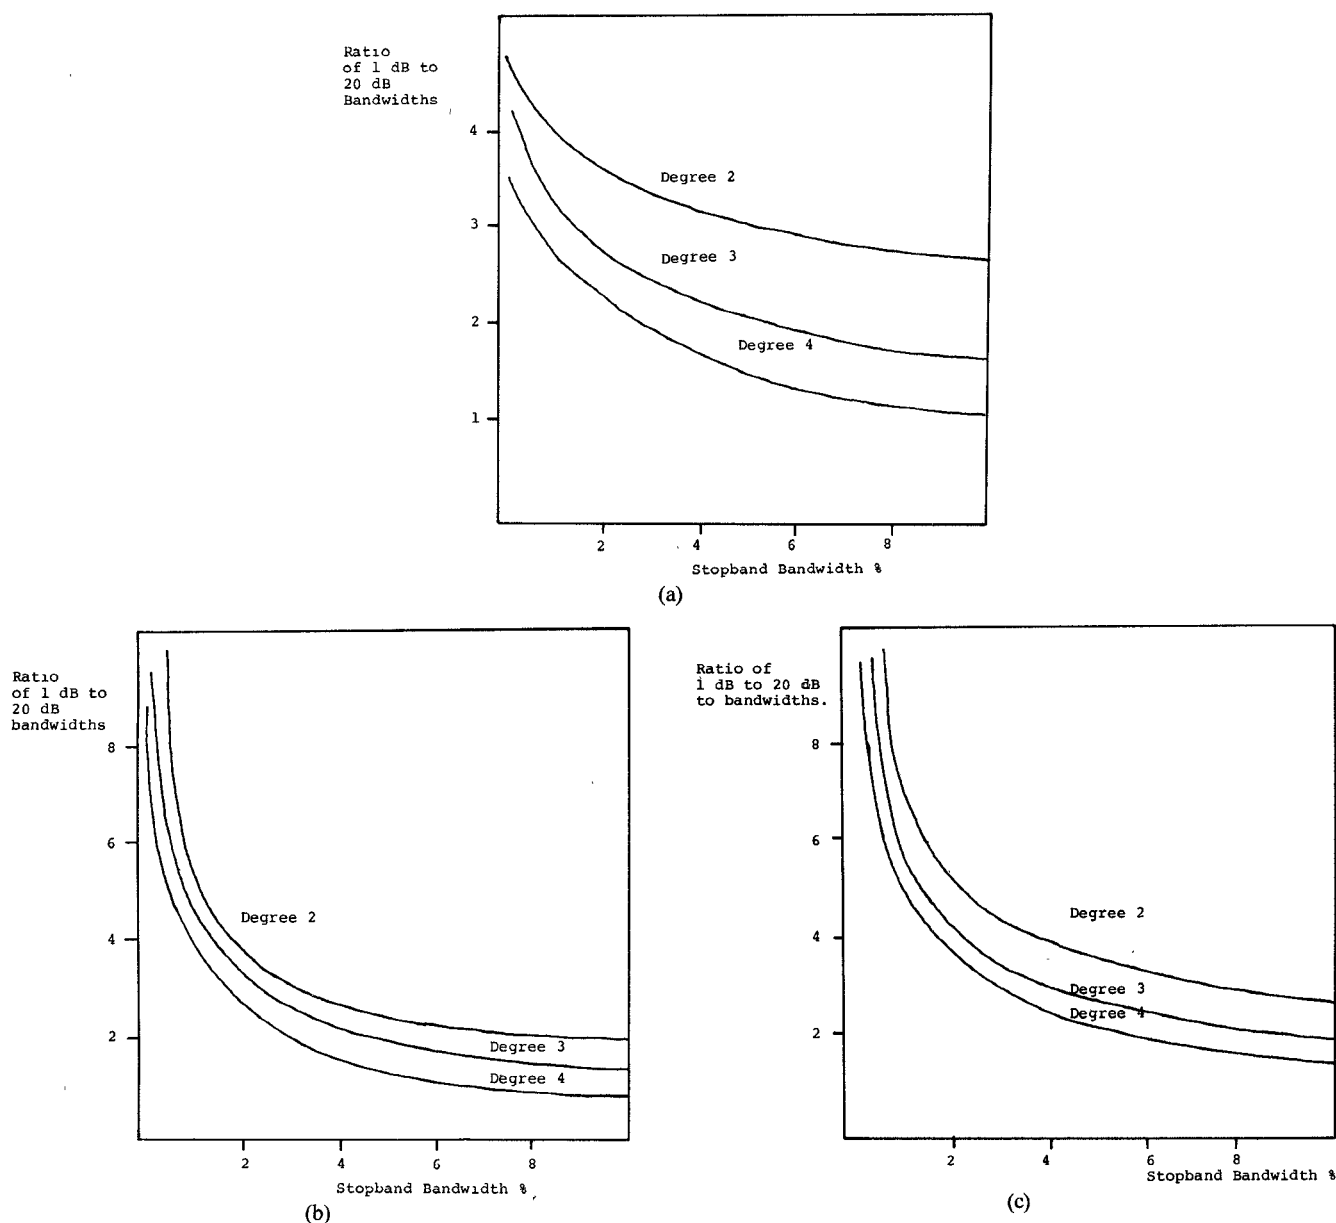 Ratio
of 1 dB to
20 dB
Bandwidths
4
3
2
1
Degree 2
Degree 3
Degree 4
2 4 6 8
Stopband Bandwidth %
(a)
Ratio
of 1 dB to
20 dB
bandwidths
8
6
4
2
Degree 2
Degree 3
Degree 4
2 4 6 8
Stopband Bandwidth %
(b)
Ratio of
1 dB to 20 dB
to bandwidths.
8
6
4
2
Degree 2
Degree 3
Degree 4
2 4 6 8
Stopband Bandwidth %
(c)